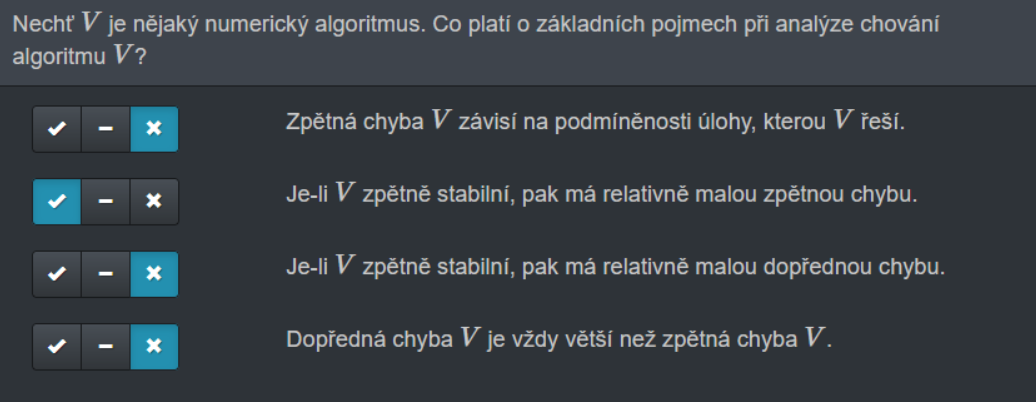 Nechť V je nějaký numerický algoritmus. Co platí o základních pojmech při analýze chování
algoritmu V?
Zpětná chyba V závisí na podmíněnosti úlohy, kterou V řeší.
Je-li V zpětně stabilní, pak má relativně malou zpětnou chybu.
Je-li V zpětně stabilní, pak má relativně malou dopřednou chybu.
Dopředná chyba V je vždy větší než zpětná chyba V.